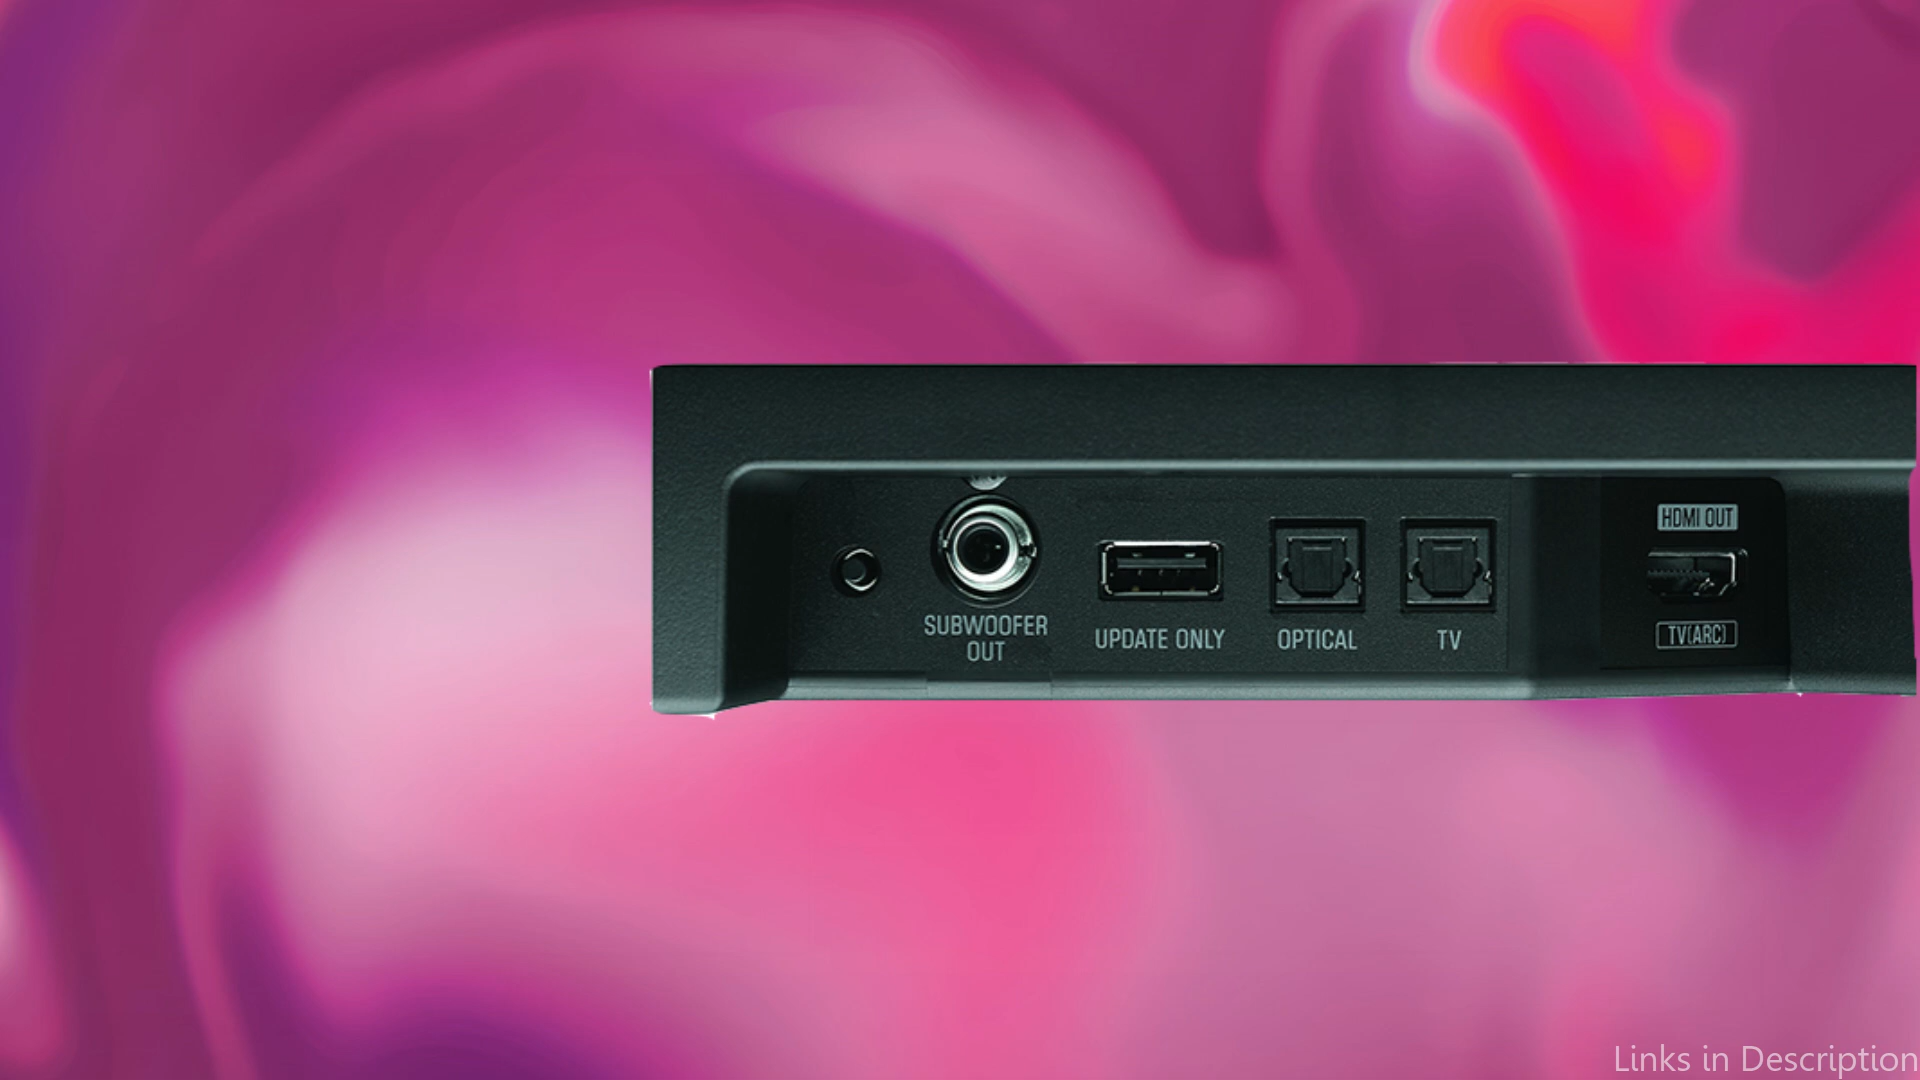 HDMI OUT
SUBWOOFER
OUT
UPDATE ONLY
OPTICAL
TV
TV(ARC)
Links in Description